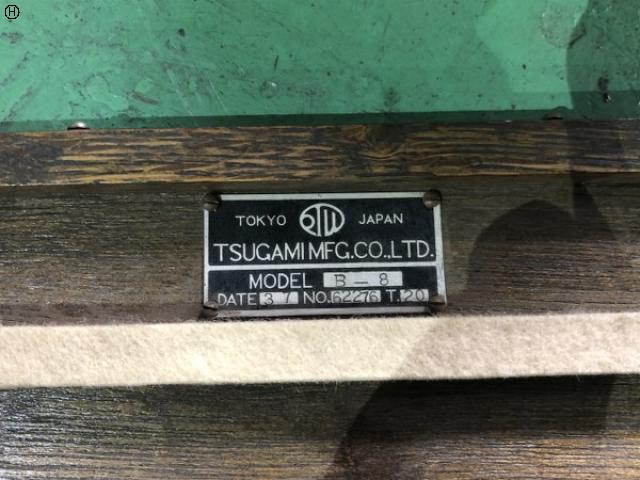 H
TOKYO JAPAN
TSUGAMI MFG.CO.,LTD.
MODEL B-8
DATE 37 NO. 62276 T. 20